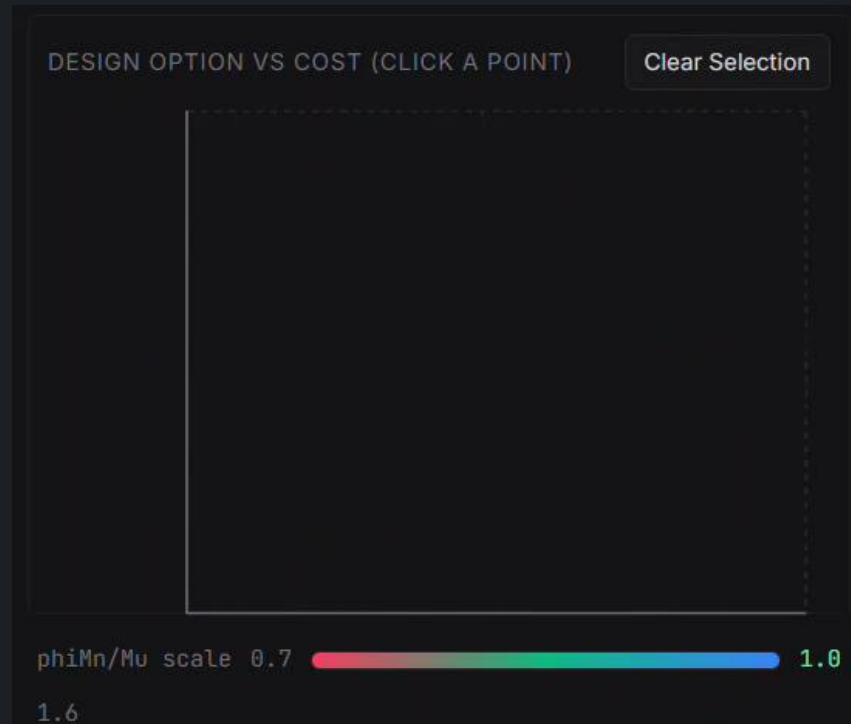 DESIGN OPTION VS COST (CLICK A POINT) Clear Selection
phiMn/Mu scale 0.7 1.0
1.6